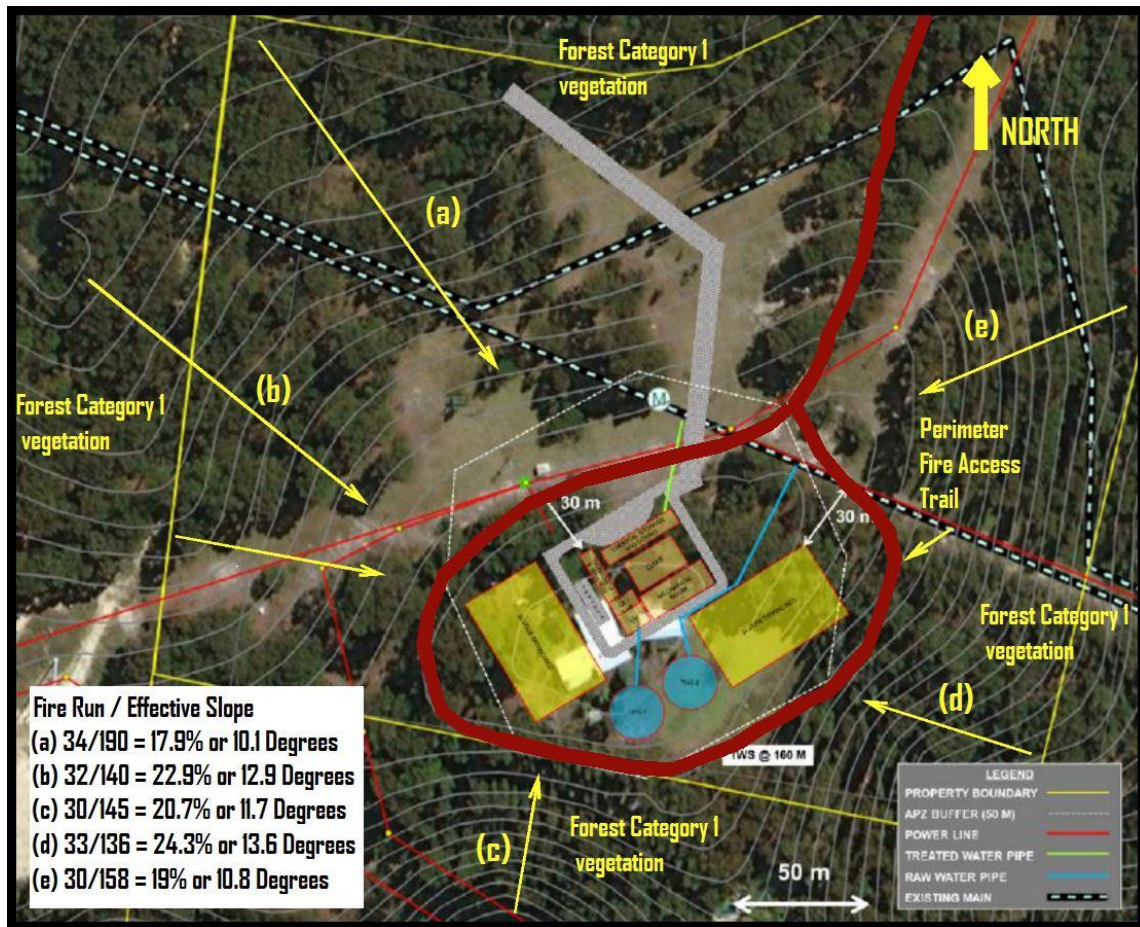 Forest Category 1
vegetation
NORTH
(a)
(e)
(b)
Forest Category 1
vegetation
M
Perimeter
Fire Access
Trail
30 m
30 m
Forest Category 1
vegetation
(d)
Fire Run / Effective Slope
(a) 34/190 = 17.9% or 10.1 Degrees
(b) 32/140 = 22.9% or 12.9 Degrees
(c) 30/145 = 20.7% or 11.7 Degrees
(d) 33/136 = 24.3% or 13.6 Degrees
(e) 30/158 = 19% or 10.8 Degrees
TWS @ 160 M
Forest Category 1
vegetation
(c)
50 m
LEGEND
PROPERTY BOUNDARY
APZ BUFFER (50 M)
POWER LINE
TREATED WATER PIPE
RAW WATER PIPE
EXISTING MAIN